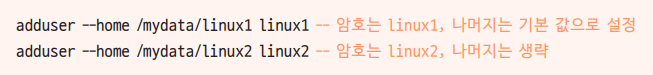 adduser --home /mydata/linux1 linux1 -- 암호는 linux1, 나머지는 기본 값으로 설정
adduser --home /mydata/linux2 linux2 -- 암호는 linux2, 나머지는 생략